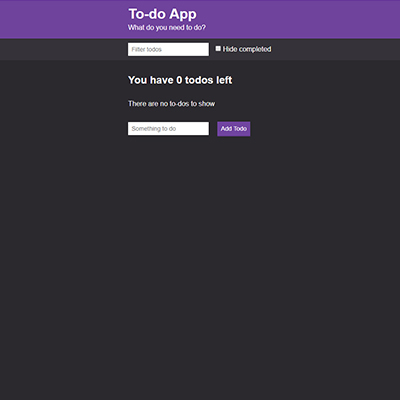 To-do App
What do you need to do?
Filter todos Hide completed
You have 0 todos left
There are no to-dos to show
Something to do Add Todo